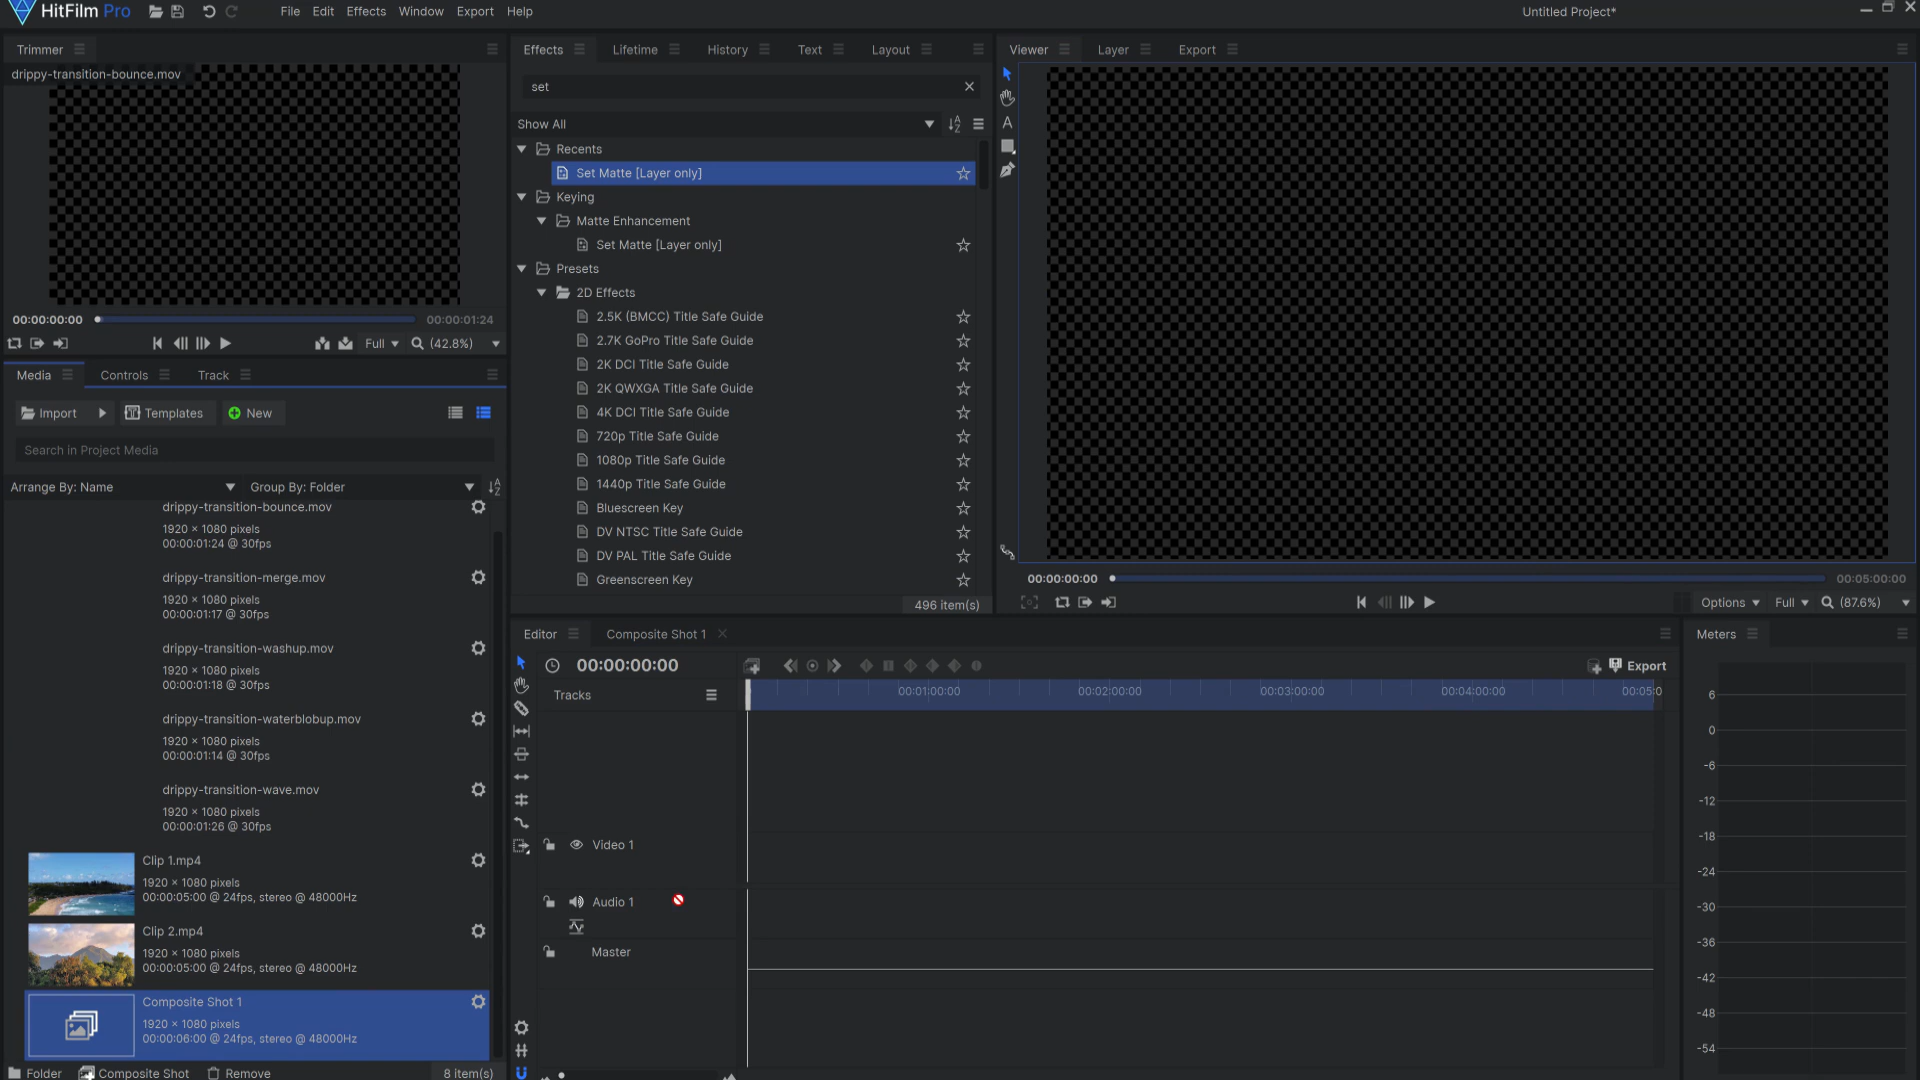 HitFilm Pro
File Edit Effects Window Export Help
Untitled Project*
Trimmer
drippy-transition-bounce.mov
00:00:00:00
00:00:01:24
Full
(42.8%)
Media
Controls
Track
Import
Templates
New
Search in Project Media
Arrange By: Name
Group By: Folder
drippy-transition-bounce.mov
1920 × 1080 pixels
00:00:01:24 @ 30fps
drippy-transition-merge.mov
1920 × 1080 pixels
00:00:01:17 @ 30fps
drippy-transition-washup.mov
1920 × 1080 pixels
00:00:01:18 @ 30fps
drippy-transition-waterblobup.mov
1920 × 1080 pixels
00:00:01:14 @ 30fps
drippy-transition-wave.mov
1920 × 1080 pixels
00:00:01:26 @ 30fps
Clip 1.mp4
1920 × 1080 pixels
00:00:05:00 @ 24fps, stereo @ 48000Hz
Clip 2.mp4
1920 × 1080 pixels
00:00:05:00 @ 24fps, stereo @ 48000Hz
Composite Shot 1
1920 × 1080 pixels
00:00:06:00 @ 24fps, stereo @ 48000Hz
Folder
Composite Shot
Remove
8 item(s)
Effects
Lifetime
History
Text
Layout
set
Show All
Recents
Set Matte [Layer only]
Keying
Matte Enhancement
Set Matte [Layer only]
Presets
2D Effects
2.5K (BMCC) Title Safe Guide
2.7K GoPro Title Safe Guide
2K DCI Title Safe Guide
2K QWXGA Title Safe Guide
4K DCI Title Safe Guide
720p Title Safe Guide
1080p Title Safe Guide
1440p Title Safe Guide
Bluescreen Key
DV NTSC Title Safe Guide
DV PAL Title Safe Guide
Greenscreen Key
496 item(s)
Viewer
Layer
Export
00:00:00:00
00:05:00:00
Options
Full
(87.6%)
Editor
Composite Shot 1
00:00:00:00
Export
Tracks
00:01:00:00
00:02:00:00
00:03:00:00
00:04:00:00
00:05:0
Video 1
Audio 1
Master
Meters
6
0
-6
-12
-18
-24
-30
-36
-42
-48
-54